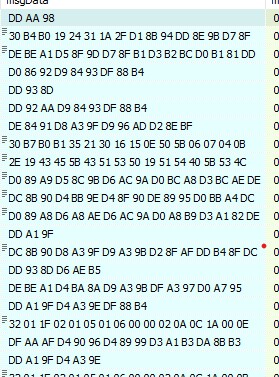 msgData
DD AA 98
30 B4 B0 19 24 31 1A 2F D1 8B 94 DD 8E 9B D7 8F
DE BE A1 D5 8F 9D D7 8F B1 D3 B2 BC D0 B1 81 DD
D0 86 92 D9 84 93 DF 88 B4
DD 93 8D
DD 92 AA D9 84 93 DF 88 B4
DE 84 91 D8 A3 9F D9 96 AD D2 8E BF
30 B7 B0 B1 35 21 30 16 15 0E 50 5B 06 07 04 0B
2E 19 43 45 5B 43 51 53 50 19 51 54 40 5B 53 4C
D0 89 A9 D5 8C 9B D6 AC 9A D0 BC A8 D3 BC AE DE
DC 8B 90 D4 BB 9E D4 8F 90 DE 89 95 D0 BB A4 DC
D0 89 A8 D6 A8 AE D6 AC 9A D0 A8 B9 D3 A1 82 DE
DD A1 9F
DC 8B 90 D8 A3 9F D9 A3 9B D2 8F AF DD B4 8F DC
DD 93 8D D6 AE B5
DE BE A1 D4 BA 8A D9 A3 9B DF A3 97 D0 A7 95
DD A1 9F D4 A3 9E DF 88 B4
32 01 1F 02 01 05 01 06 00 00 02 0A 0C 1A 00 0E
DF AA AF D4 90 96 D4 89 99 D3 A1 B3 DA 8B B3
DD A1 9F D4 A3 9E